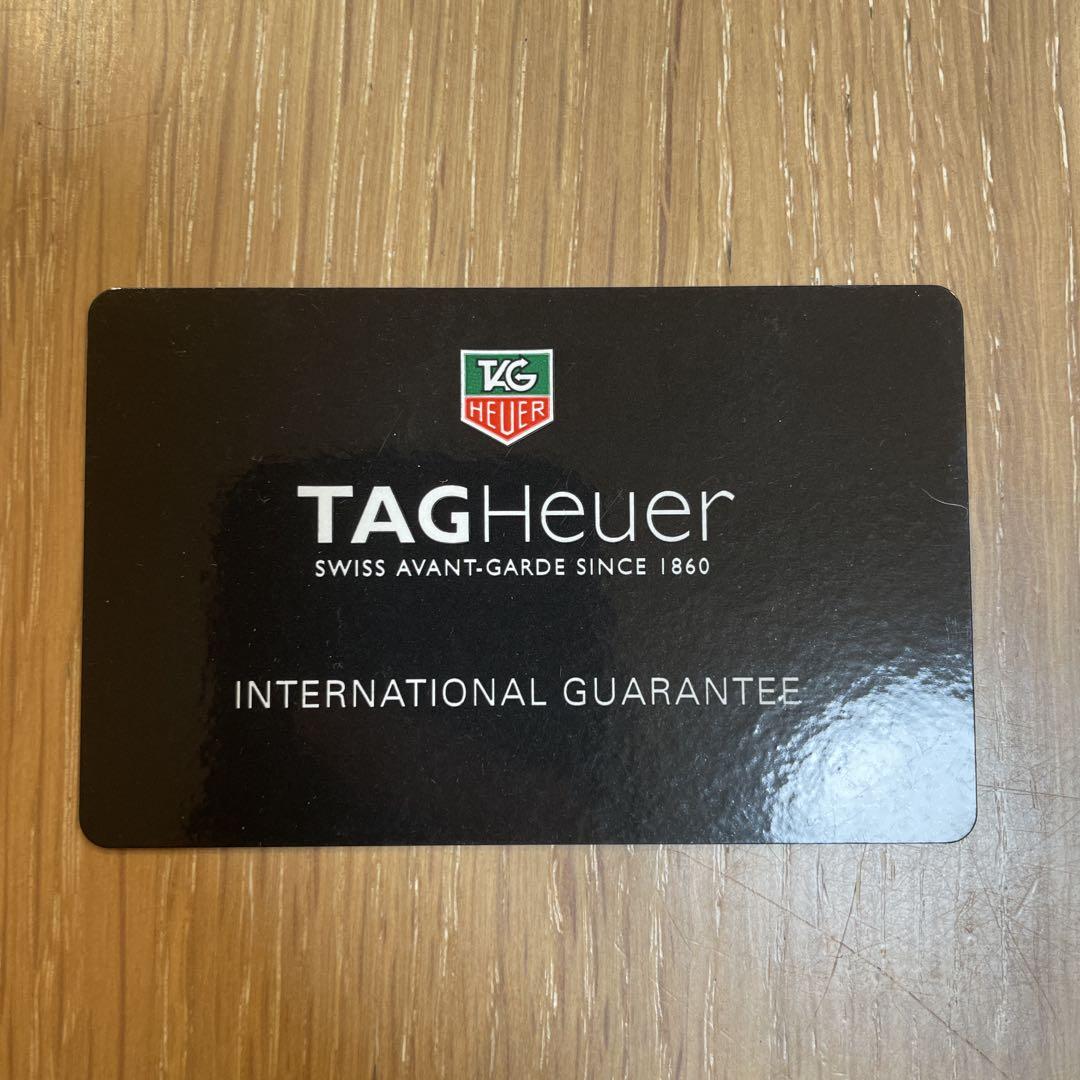 TAG
HEUER
TAGHeuer
SWISS AVANT-GARDE SINCE 1860
INTERNATIONAL GUARANTEE